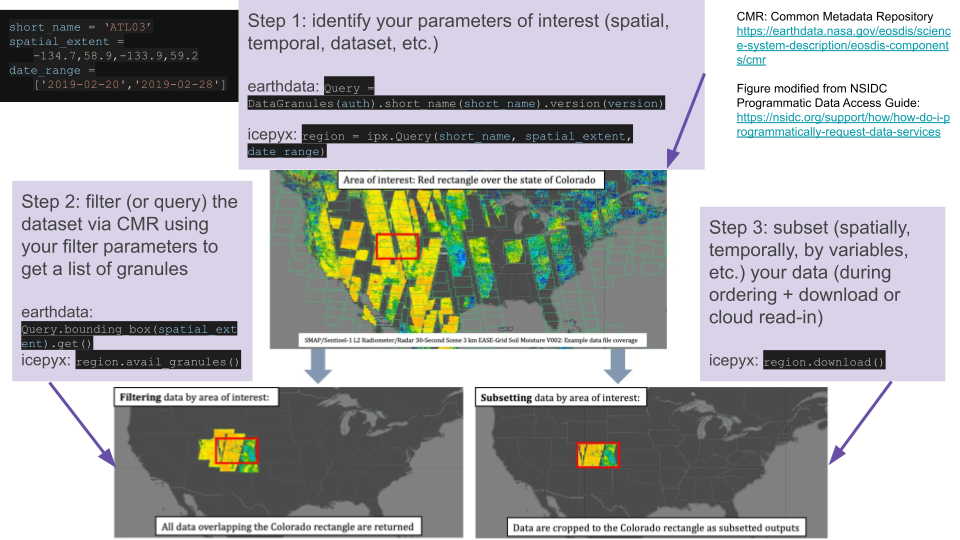 short_name = ‘ATL03’
spatial_extent =
-134.7,58.9,-133.9,59.2
date_range =
['2019-02-20','2019-02-28']
Step 1: identify your parameters of interest (spatial,
temporal, dataset, etc.)
earthdata: Query =
DataGranules(auth).short_name(short_name).version(version)
icepyx: region = ipx.Query(short_name, spatial_extent,
date_range)
CMR: Common Metadata Repository
https://earthdata.nasa.gov/eosdis/scienc
e-system-description/eosdis-component
s/cmr
Figure modified from NSIDC
Programmatic Data Access Guide:
https://nsidc.org/support/how/how-do-i-p
rogrammatically-request-data-services
Area of interest: Red rectangle over the state of Colorado
SMAP/Sentinel-1 L2 Radiometer/Radar 30-Second Scene 3 km EASE-Grid Soil Moisture V002: Example data file coverage
Step 2: filter (or query) the
dataset via CMR using
your filter parameters to
get a list of granules
earthdata:
Query.bounding_box(spatial_ext
ent).get()
icepyx: region.avail_granules()
Step 3: subset (spatially,
temporally, by variables,
etc.) your data (during
ordering + download or
cloud read-in)
icepyx: region.download()
Filtering data by area of interest:
All data overlapping the Colorado rectangle are returned
Subsetting data by area of interest:
Data are cropped to the Colorado rectangle as subsetted outputs